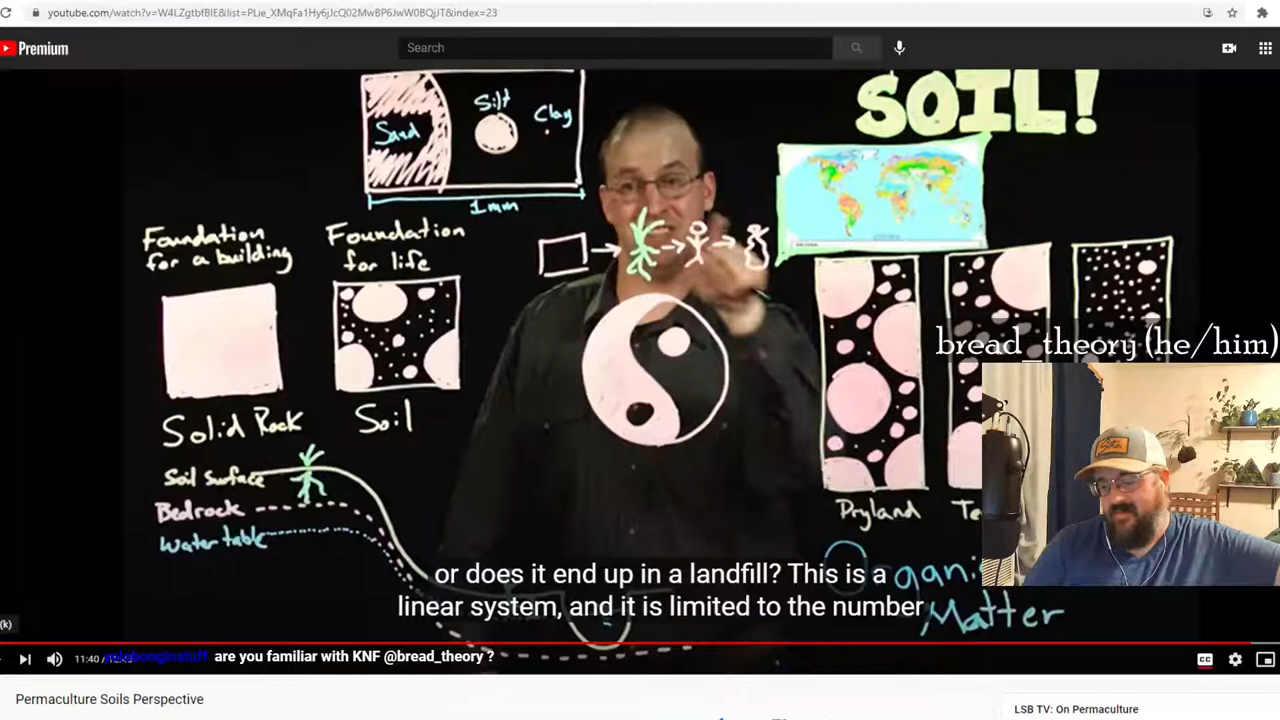 youtube.com/watch?v=W4LZgtbfBIE&list=PLie_XMqFa1Hy6jJcQ02MwBP6JwW0BQjJT&index=23
Premium
Search
SOIL!
Sand
Silt
Clay
1mm
Foundation
for a building
Foundation
for life
Solid Rock
Soil
Soil surface
Bedrock
Water table
Dryland
bread_theory (he/him)
or does it end up in a landfill? This is a
linear system, and it is limited to the number
Matter
(k)
11:40
are you familiar with KNF @bread_theory ?
CC
Permaculture Soils Perspective
LSB TV: On Permaculture